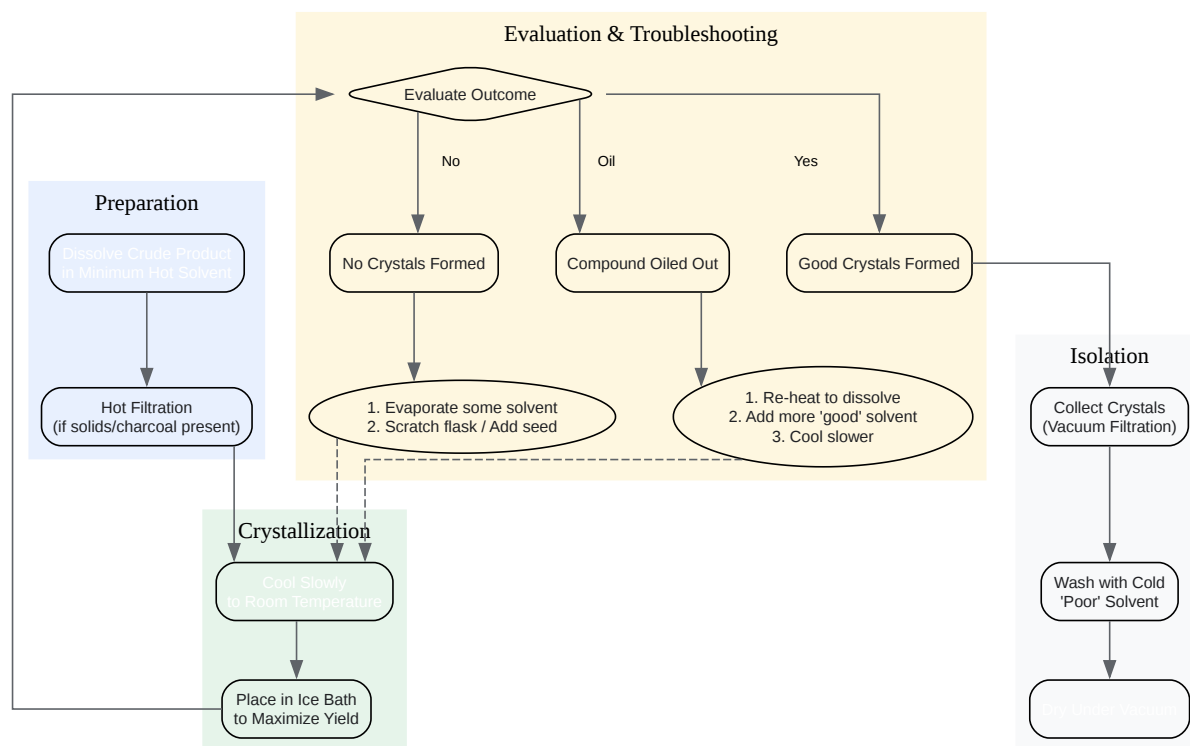 Evaluation & Troubleshooting
Evaluate Outcome
No
Oil
Yes
Preparation
Dissolve Crude Product
in Minimum Hot Solvent
No Crystals Formed
Compound Oiled Out
Good Crystals Formed
Isolation
Hot Filtration
(if solids/charcoal present)
1. Evaporate some solvent
2. Scratch flask / Add seed
1. Re-heat to dissolve
2. Add more 'good' solvent
3. Cool slower
Collect Crystals
(Vacuum Filtration)
Crystallization
Cool Slowly
to Room Temperature
Wash with Cold
'Poor' Solvent
Place in Ice Bath
to Maximize Yield
Dry Under Vacuum